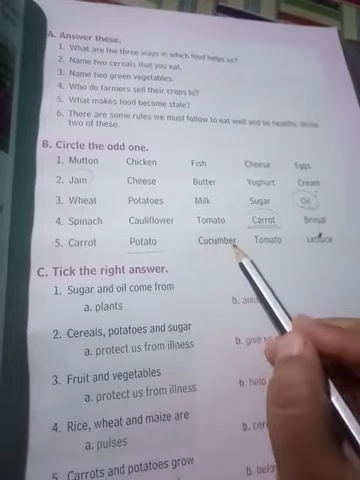 A. Answer these.
1. What are the three ways in which food helps us?
2. Name two cereals that you eat.
3. Name two green vegetables.
4. Who do farmers sell their crops to?
5. What makes food become stale?
6. There are some rules we must follow to eat well and be healthy. Write
two of these.
B. Circle the odd one.
1. Mutton Chicken Fish Cheese Eggs
2. Jam Cheese Butter Yoghurt Cream
3. Wheat Potatoes Milk Sugar Oil
4. Spinach Cauliflower Tomato Carrot Brinjal
5. Carrot Potato Cucumber Tomato Lettuce
C. Tick the right answer.
1. Sugar and oil come from
a. plants b.
2. Cereals, potatoes and sugar
a. protect us from illness b. give us
3. Fruit and vegetables
a. protect us from illness b. help
4. Rice, wheat and maize are
a. pulses b.
5. Carrots and potatoes grow
b.